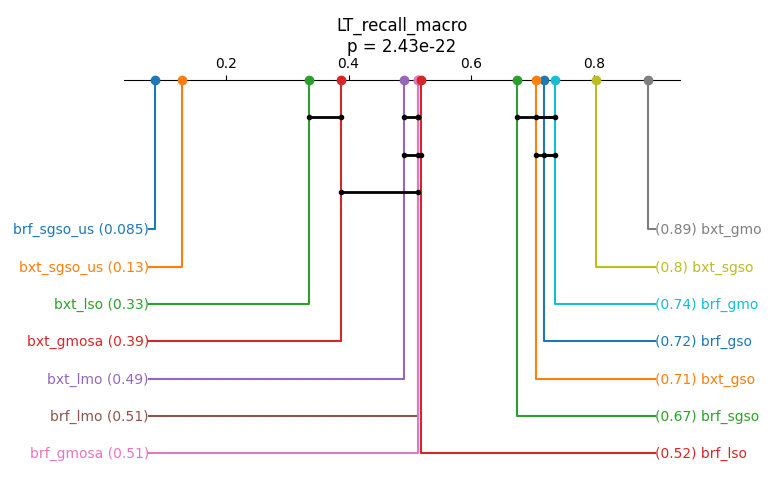 LT_recall_macro
p = 2.43e-22
0.2 0.4 0.6 0.8
brf_sgso_us (0.085) (0.89) bxt_gmo
bxt_sgso_us (0.13) (0.8) bxt_sgso
bxt_lso (0.33) (0.74) brf_gmo
bxt_gmosa (0.39) (0.72) brf_gso
bxt_lmo (0.49) (0.71) bxt_gso
brf_lmo (0.51) (0.67) brf_sgso
brf_gmosa (0.51) (0.52) brf_lso